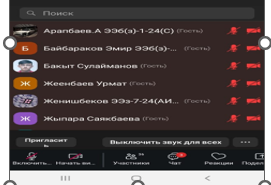 Поиск
Арапбаев.А ЭЭб(з)-1-24(С) (Гость)
Б Байбараков Эмир ЭЭб(з)-... (Гость)
Бакыт Сулайманов (Гость)
Ж Жеенбаев Урмат (Гость)
Женишбеков ЭЭз-7-24(АИ... (Гость)
Ж Жыпара Саякбаева (Гость)
Пригласить
Выключить звук для всех ...
Включить... Начать ви... Участники Чат Реакции Подел